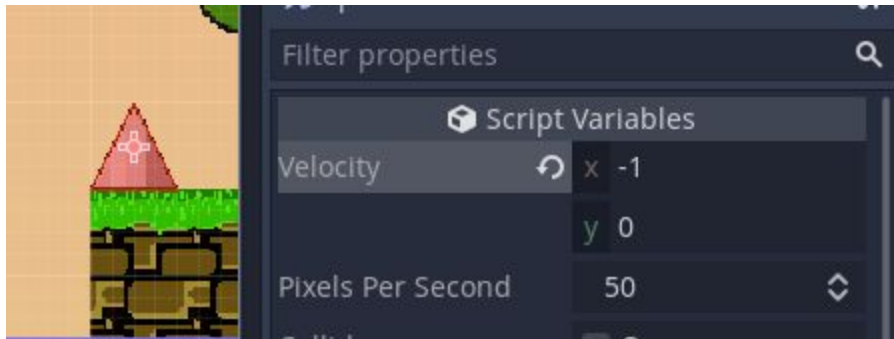 Filter properties
Script Variables
Velocity x -1
y 0
Pixels Per Second 50